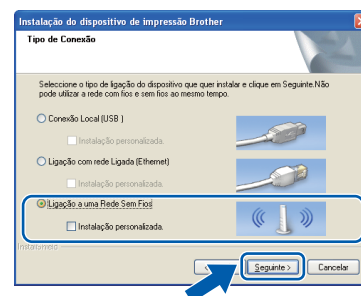 Instalação do dispositivo de impressão Brother
Tipo de Conexão
Seleccione o tipo de ligação do dispositivo que quer instalar e clique em Seguinte.Não
pode utilizar a rede com fios e sem fios ao mesmo tempo.
Conexão Local (USB )
Instalação personalizada.
Ligação com rede Ligada (Ethernet)
Instalação personalizada.
Ligação a uma Rede Sem Fios
Instalação personalizada.
InstallShield
< Seguinte > Cancelar